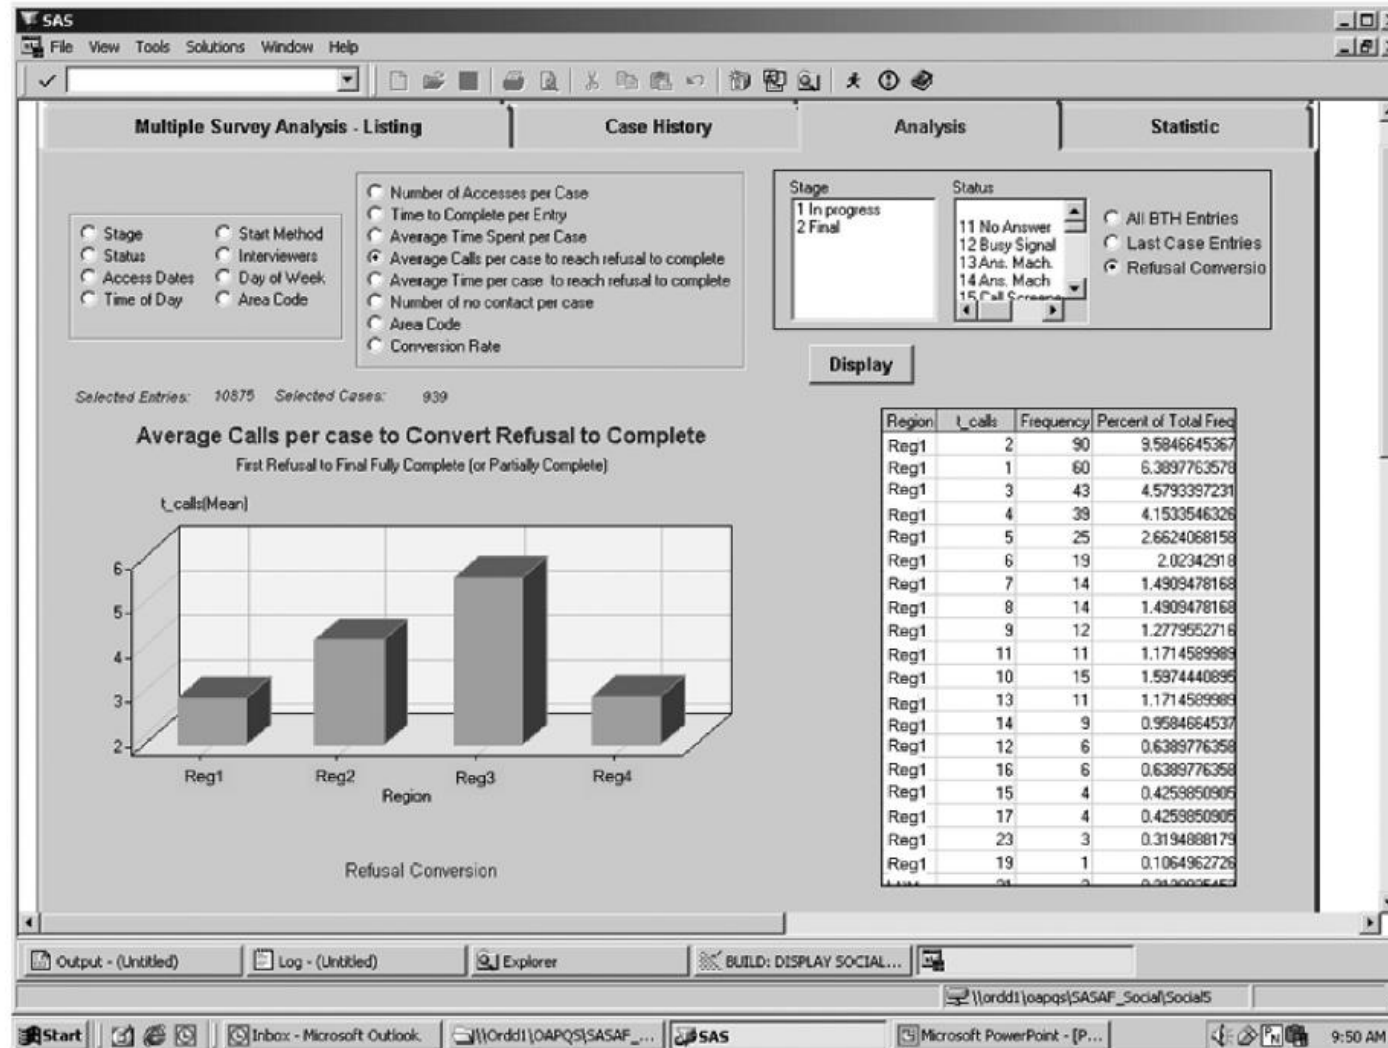 SAS
File View Tools Solutions Window Help
Multiple Survey Analysis - Listing
Case History
Analysis
Statistic
Stage
Status
Access Dates
Time of Day
Start Method
Interviewers
Day of Week
Area Code
Number of Accesses per Case
Time to Complete per Entry
Average Time Spent per Case
Average Calls per case to reach refusal to complete
Average Time per case to reach refusal to complete
Number of no contact per case
Area Code
Conversion Rate
Stage
1 In progress
2 Final
Status
11 No Answer
12 Busy Signal
13 Ans. Mach.
14 Ans. Mach
15 Call
All BTH Entries
Last Case Entries
Refusal Conversio
Display
Selected Entries: 10875 Selected Cases: 939
Average Calls per case to Convert Refusal to Complete
First Refusal to Final Fully Complete (or Partially Complete)
t_calls(Mean)
6
5
4
3
2
Reg1 Reg2 Reg3 Reg4
Region
Refusal Conversion
Region t_calls Frequency Percent of Total Freq
Reg1 2 90 9.5846645367
Reg1 1 60 6.3897763578
Reg1 3 43 4.5793397231
Reg1 4 39 4.1533546326
Reg1 5 25 2.6624068158
Reg1 6 19 2.02342918
Reg1 7 14 1.4909478168
Reg1 8 14 1.4909478168
Reg1 9 12 1.2779552716
Reg1 11 11 1.1714589989
Reg1 10 15 1.5974440895
Reg1 13 11 1.1714589989
Reg1 14 9 0.9584664537
Reg1 12 6 0.6389776358
Reg1 16 6 0.6389776358
Reg1 15 4 0.4259850905
Reg1 17 4 0.4259850905
Reg1 23 3 0.3194888179
Reg1 19 1 0.1064962726
Output - (Untitled)
Log - (Untitled)
Explorer
BUILD: DISPLAY SOCIAL...
\\ordd1\oapqs\SASAF_Social\Social5
Start
Inbox - Microsoft Outlook
\\Ordd1\OAPQS\SASAF_...
SAS
Microsoft PowerPoint - [P...
9:50 AM